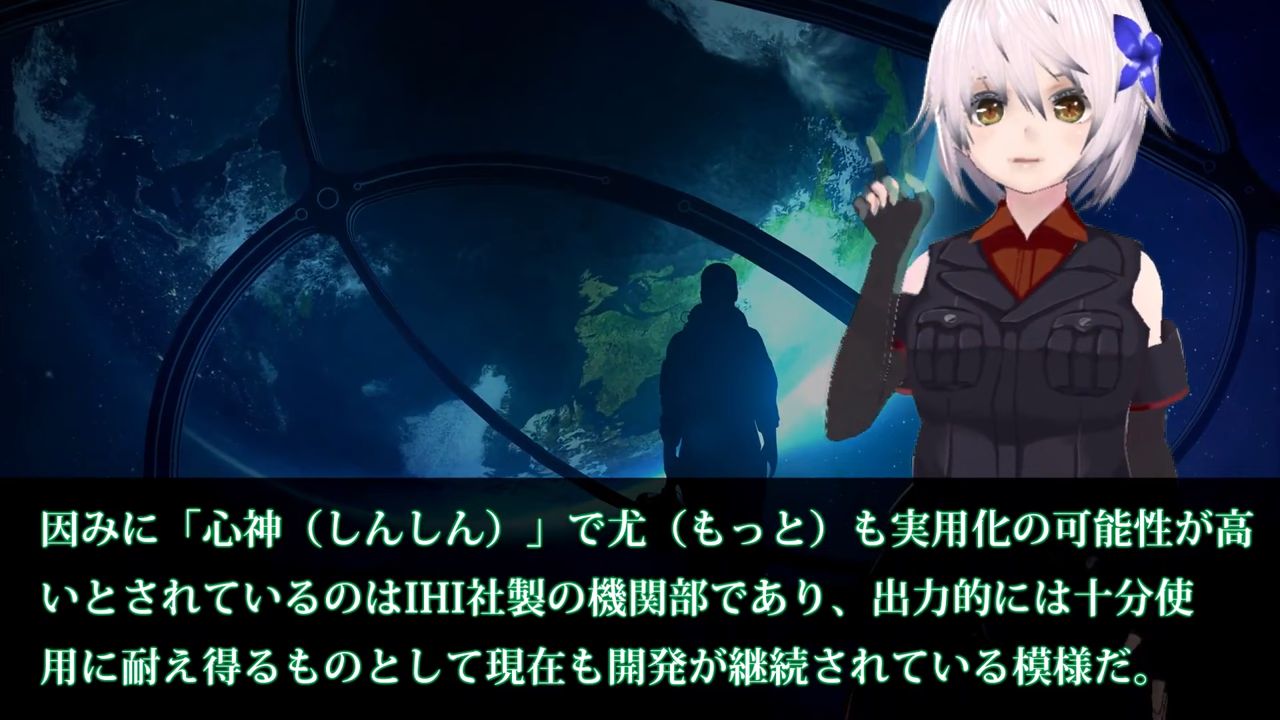 因みに「心神（しんしん）」で尤（もっと）も実用化の可能性が高
いとされているのはIHI社製の機関部であり、出力的には十分使
用に耐え得るものとして現在も開発が継続されている模様だ。